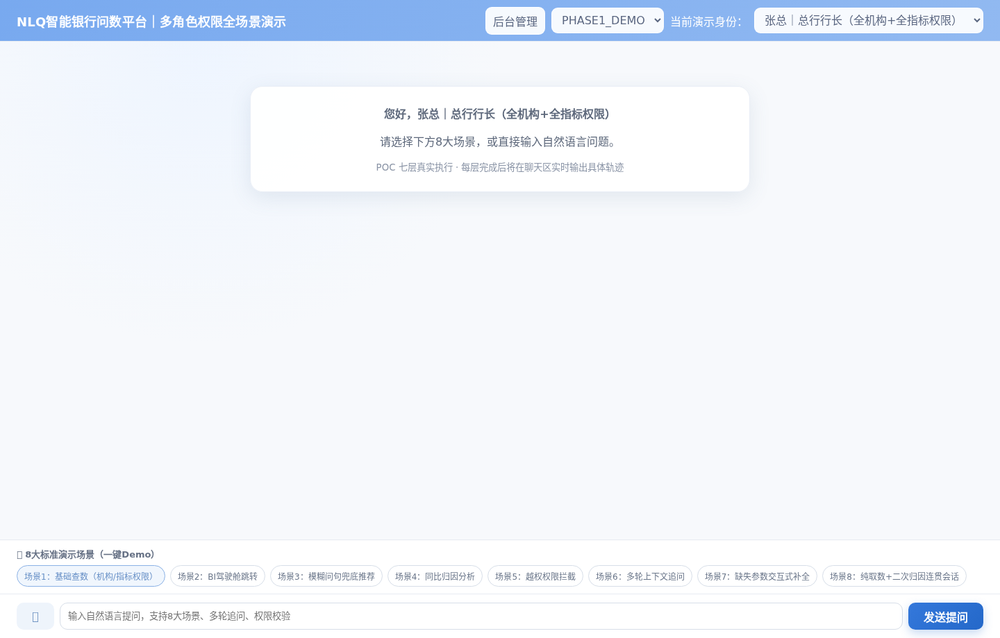 NLQ智能银行问数平台｜多角色权限全场景演示
后台管理
PHASE1_DEMO
当前演示身份：
张总｜总行行长（全机构+全指标权限）
您好，张总｜总行行长（全机构+全指标权限）
请选择下方8大场景，或直接输入自然语言问题。
POC 七层真实执行 · 每层完成后将在聊天区实时输出具体轨迹
8大标准演示场景（一键Demo）
场景1：基础查数（机构/指标权限）
场景2：BI驾驶舱跳转
场景3：模糊问句兜底推荐
场景4：同比归因分析
场景5：越权权限拦截
场景6：多轮上下文追问
场景7：缺失参数交互式补全
场景8：纯取数+二次归因连贯会话
输入自然语言提问，支持8大场景、多轮追问、权限校验
发送提问